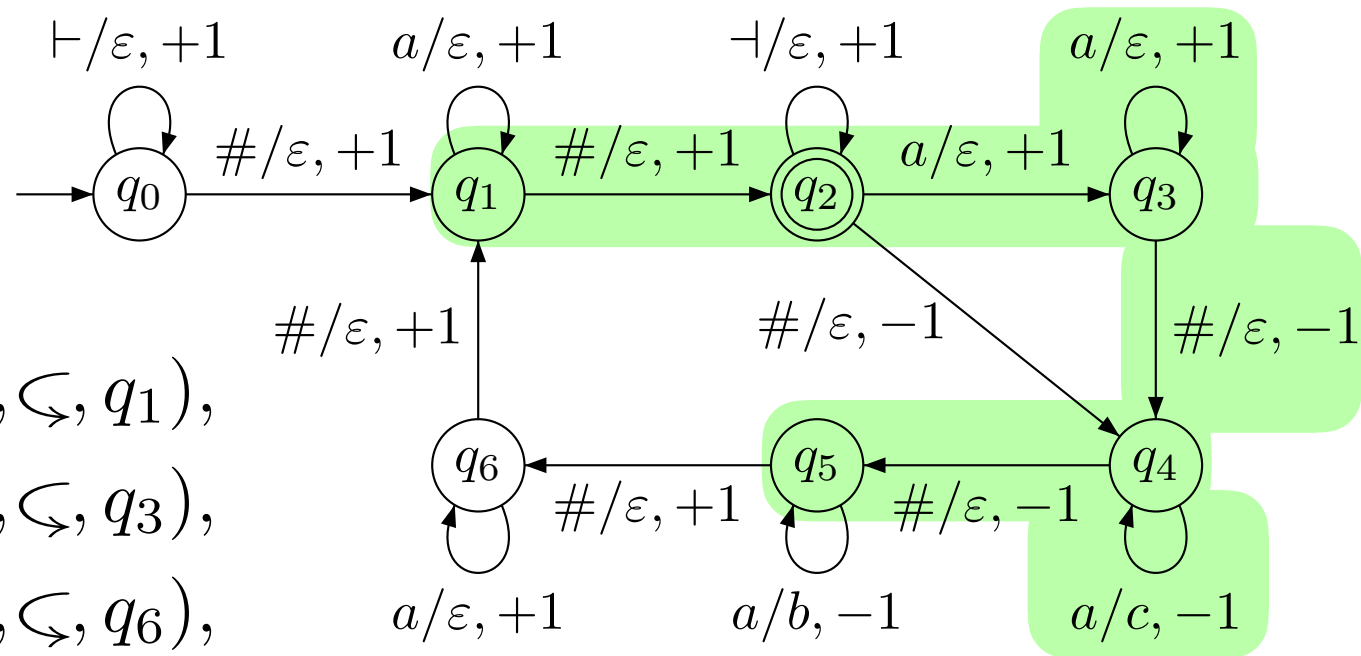 ⊢/ε, +1 a/ε, +1 ⊣/ε, +1 a/ε, +1
#/ε, +1 #/ε, +1 a/ε, +1
q₀ q₁ q₂ q₃
#/ε, +1 #/ε, −1 #/ε, −1
, ⤹, q₁),
q₆ q₅ q₄
, ⤹, q₃),
#/ε, +1 #/ε, −1
, ⤹, q₆), a/ε, +1 a/b, −1 a/c, −1